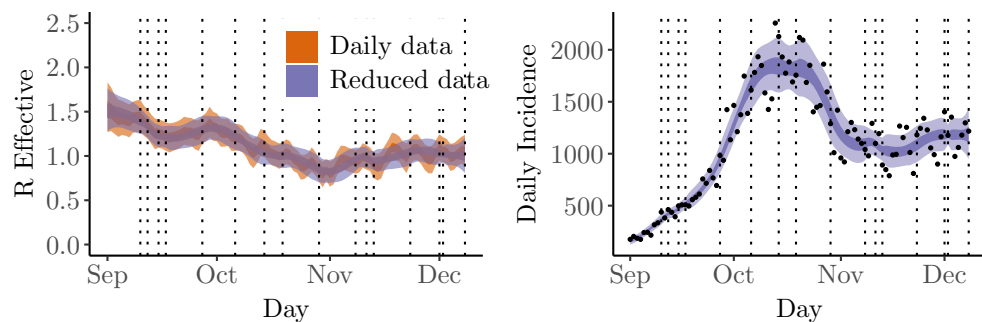 R Effective
2.5
2.0
1.5
1.0
0.5
0.0
Daily data
Reduced data
Sep
Oct
Nov
Dec
Day
Daily Incidence
2000
1500
1000
500
Sep
Oct
Nov
Dec
Day